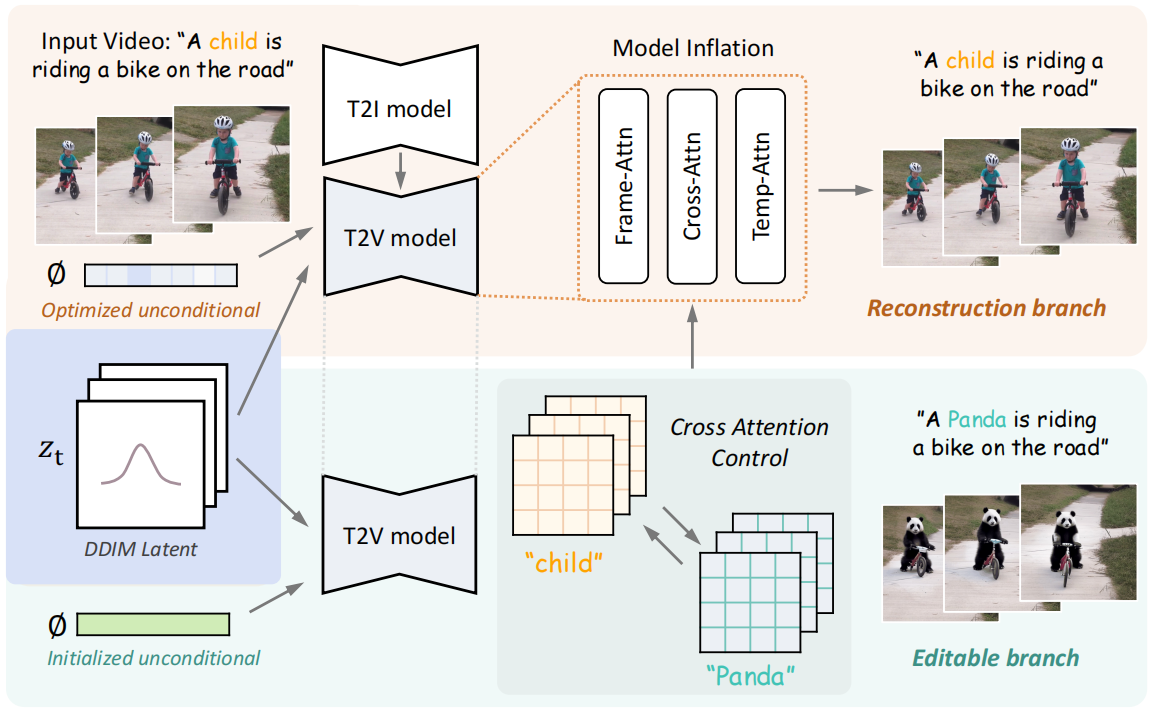 Input Video: “A child is
riding a bike on the road”
∅
Optimized unconditional
T2I model
T2V model
Model Inflation
Frame-Attn
Cross-Attn
Temp-Attn
“A child is riding a
bike on the road”
Reconstruction branch
zt
DDIM Latent
∅
Initialized unconditional
T2V model
Cross Attention
Control
“child”
“Panda”
"A Panda is riding
a bike on the road”
Editable branch